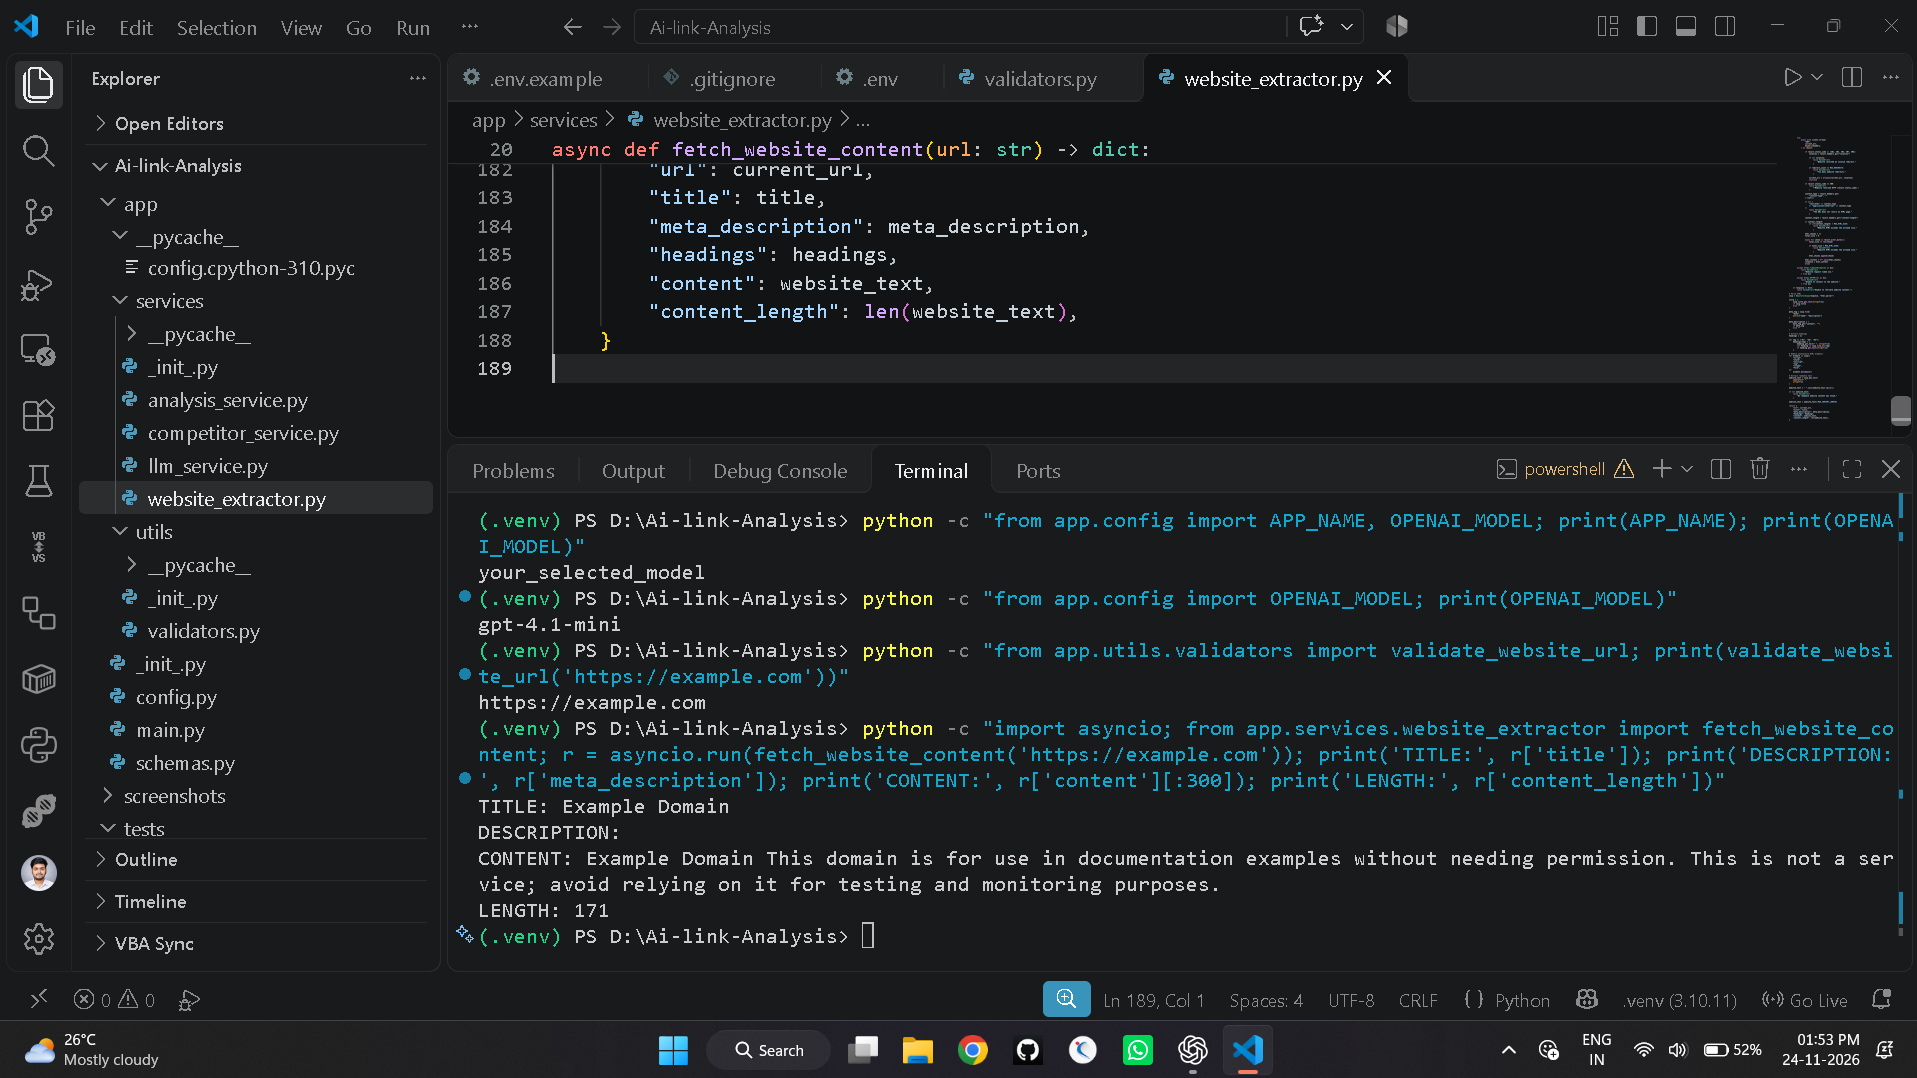 File Edit Selection View Go Run ···
Ai-link-Analysis
Explorer
Open Editors
Ai-link-Analysis
app
__pycache__
config.cpython-310.pyc
services
__pycache__
_init_.py
analysis_service.py
competitor_service.py
llm_service.py
website_extractor.py
utils
__pycache__
_init_.py
validators.py
_init_.py
config.py
main.py
schemas.py
screenshots
tests
Outline
Timeline
VBA Sync
VB
VS
.env.example .gitignore .env validators.py website_extractor.py
app > services > website_extractor.py > ...
20 async def fetch_website_content(url: str) -> dict:
182 "url": current_url,
183 "title": title,
184 "meta_description": meta_description,
185 "headings": headings,
186 "content": website_text,
187 "content_length": len(website_text),
188 }
189
Problems Output Debug Console Terminal Ports
powershell
(.venv) PS D:\Ai-link-Analysis> python -c "from app.config import APP_NAME, OPENAI_MODEL; print(APP_NAME); print(OPENA
I_MODEL)"
your_selected_model
(.venv) PS D:\Ai-link-Analysis> python -c "from app.config import OPENAI_MODEL; print(OPENAI_MODEL)"
gpt-4.1-mini
(.venv) PS D:\Ai-link-Analysis> python -c "from app.utils.validators import validate_website_url; print(validate_websi
te_url('https://example.com'))"
https://example.com
(.venv) PS D:\Ai-link-Analysis> python -c "import asyncio; from app.services.website_extractor import fetch_website_co
ntent; r = asyncio.run(fetch_website_content('https://example.com')); print('TITLE:', r['title']); print('DESCRIPTION:
', r['meta_description']); print('CONTENT:', r['content'][:300]); print('LENGTH:', r['content_length'])"
TITLE: Example Domain
DESCRIPTION:
CONTENT: Example Domain This domain is for use in documentation examples without needing permission. This is not a ser
vice; avoid relying on it for testing and monitoring purposes.
LENGTH: 171
(.venv) PS D:\Ai-link-Analysis>
0 0
Ln 189, Col 1 Spaces: 4 UTF-8 CRLF { } Python .venv (3.10.11) Go Live
26°C
Mostly cloudy
Search
ENG
IN
52%
01:53 PM
24-11-2026